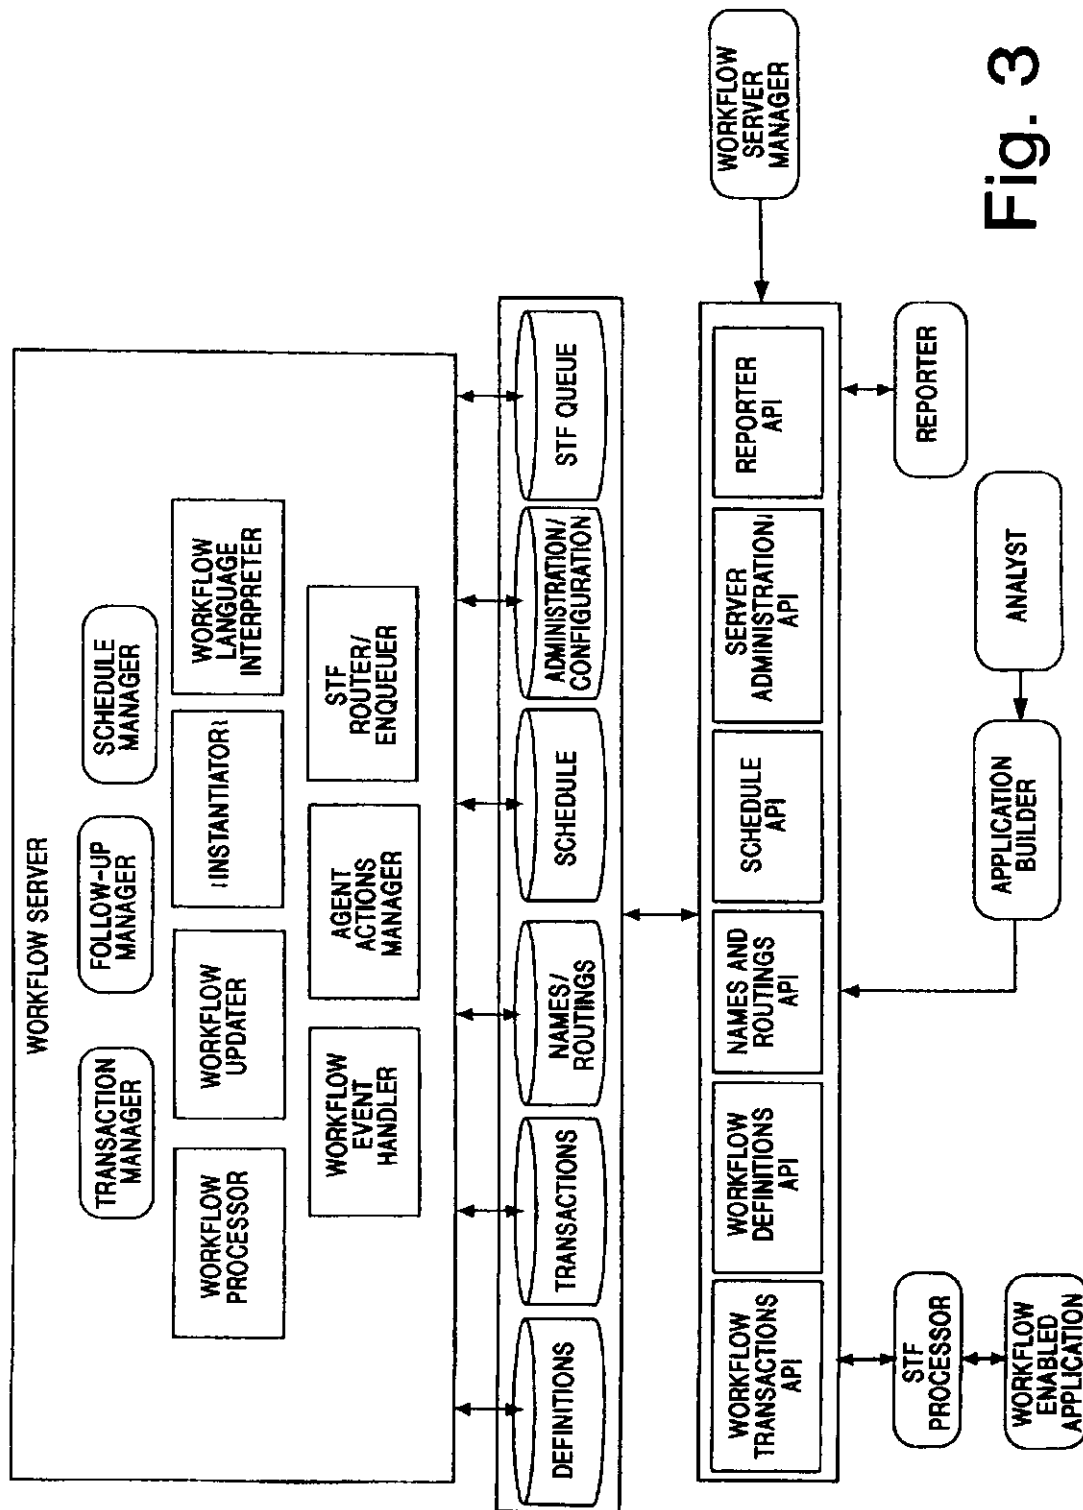 WORKFLOW SERVER
TRANSACTION
MANAGER
FOLLOW-UP
MANAGER
SCHEDULE
MANAGER
WORKFLOW
PROCESSOR
WORKFLOW
UPDATER
INSTANTIATOR
WORKFLOW
LANGUAGE
INTERPRETER
WORKFLOW
EVENT
HANDLER
AGENT
ACTIONS
MANAGER
STF
ROUTER/
ENQUEUER
DEFINITIONS
TRANSACTIONS
NAMES/
ROUTINGS
SCHEDULE
ADMINISTRATION/
CONFIGURATION
STF QUEUE
WORKFLOW
TRANSACTIONS
API
WORKFLOW
DEFINITIONS
API
NAMES AND
ROUTINGS
API
SCHEDULE
API
SERVER
ADMINISTRATION
API
REPORTER
API
WORKFLOW
SERVER
MANAGER
STF
PROCESSOR
WORKFLOW
ENABLED
APPLICATION
APPLICATION
BUILDER
ANALYST
REPORTER
Fig. 3